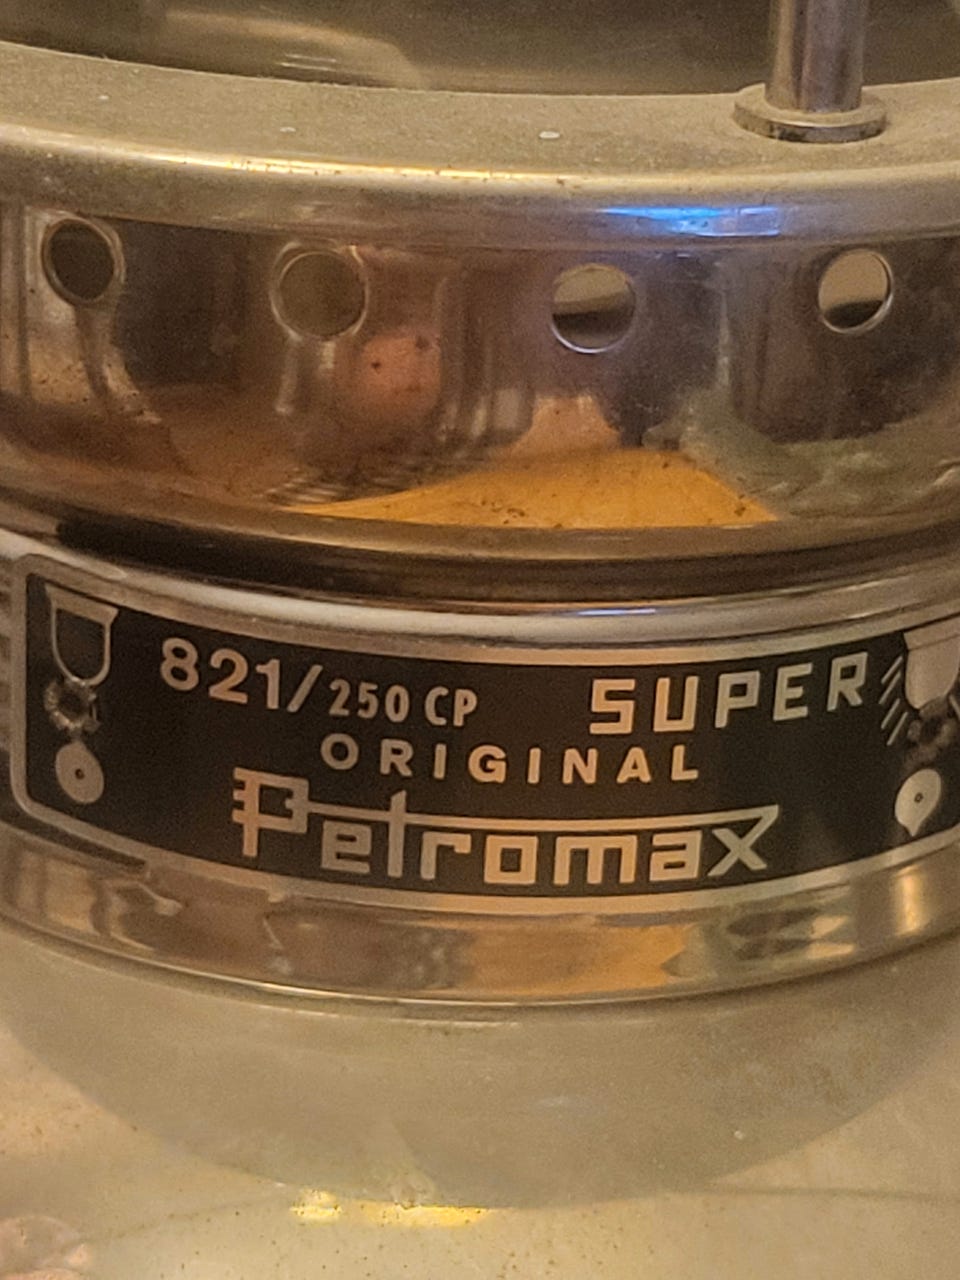 821/250 CP SUPER
ORIGINAL
Petromax